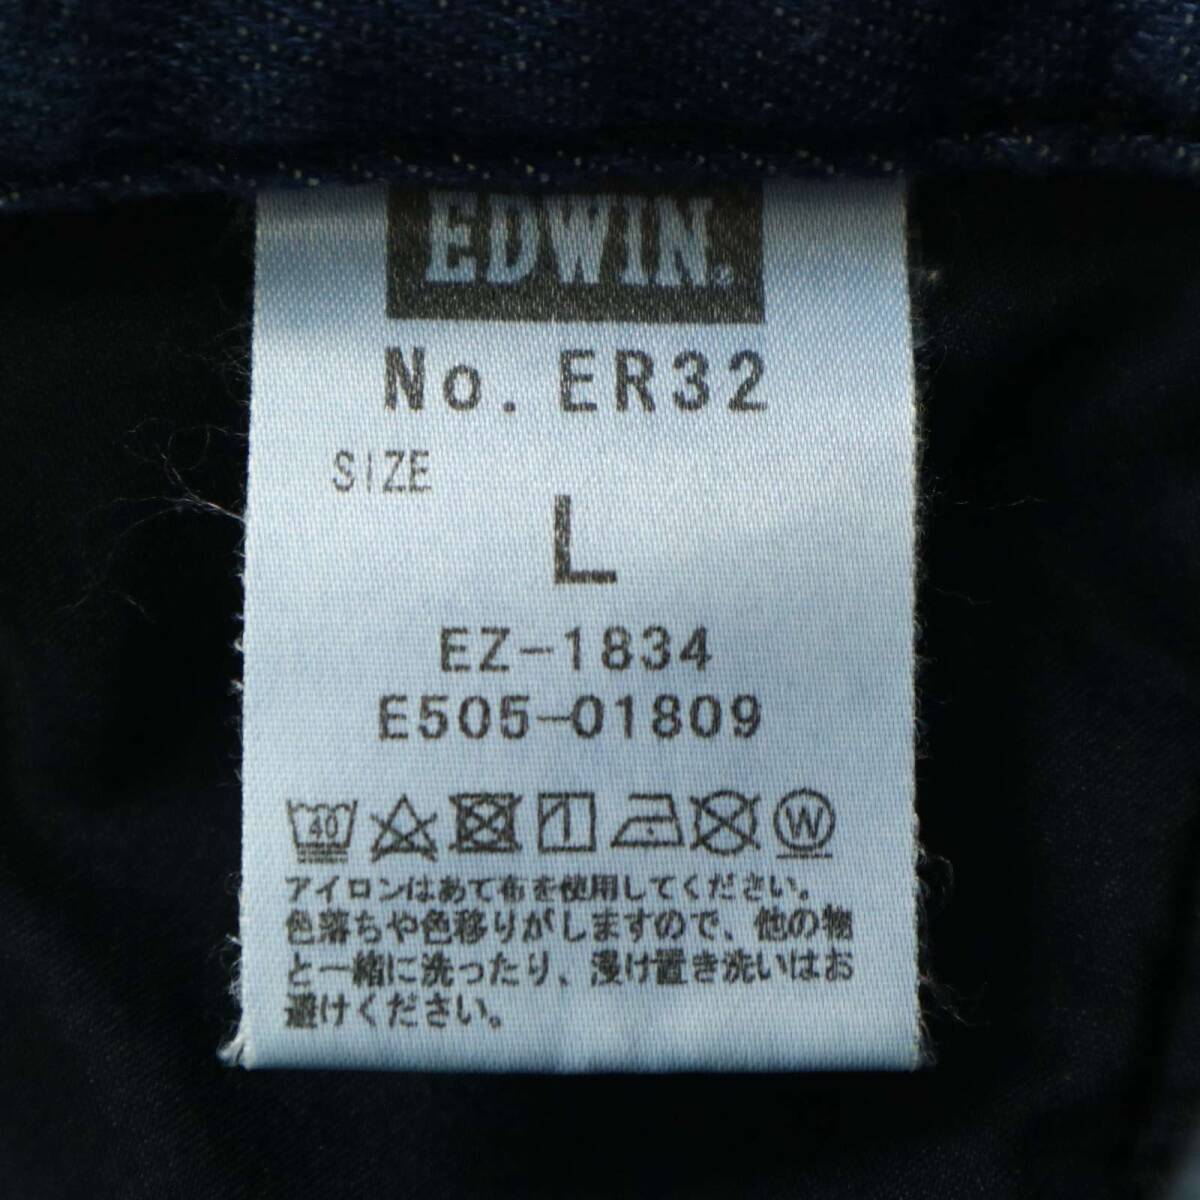 EDWIN.
No. ER32
SIZE
L
EZ-1834
E505-01809
40 W
アイロンはあて布を使用してください。
色落ちや色移りがしますので、他の物
と一緒に洗ったり、浸け置き洗いはお
避けください。